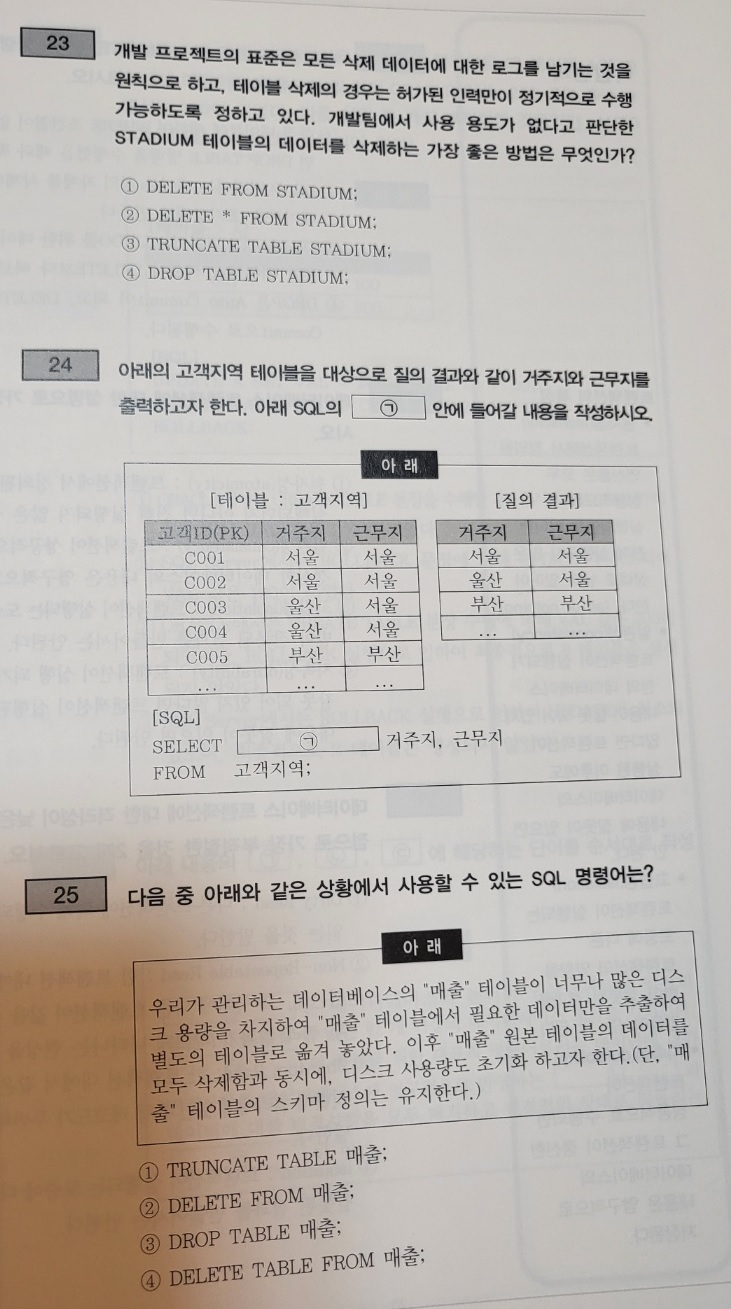 23
개발 프로젝트의 표준은 모든 삭제 데이터에 대한 로그를 남기는 것을
원칙으로 하고, 테이블 삭제의 경우는 허가된 인력만이 정기적으로 수행
가능하도록 정하고 있다. 개발팀에서 사용 용도가 없다고 판단한
STADIUM 테이블의 데이터를 삭제하는 가장 좋은 방법은 무엇인가?
① DELETE FROM STADIUM;
② DELETE * FROM STADIUM;
③ TRUNCATE TABLE STADIUM;
④ DROP TABLE STADIUM;
24
아래의 고객지역 테이블을 대상으로 질의 결과와 같이 거주지와 근무지를
출력하고자 한다. 아래 SQL의 ㉠ 안에 들어갈 내용을 작성하시오.
아 래
[테이블 : 고객지역] [질의 결과]
고객ID(PK) 거주지 근무지 거주지 근무지
C001 서울 서울 서울 서울
C002 서울 서울 울산 서울
C003 울산 서울 부산 부산
C004 울산 서울 … …
C005 부산 부산
… … …
[SQL]
SELECT ㉠ 거주지, 근무지
FROM 고객지역;
25
다음 중 아래와 같은 상황에서 사용할 수 있는 SQL 명령어는?
아 래
우리가 관리하는 데이터베이스의 "매출" 테이블이 너무나 많은 디스
크 용량을 차지하여 "매출" 테이블에서 필요한 데이터만을 추출하여
별도의 테이블로 옮겨 놓았다. 이후 "매출" 원본 테이블의 데이터를
모두 삭제함과 동시에, 디스크 사용량도 초기화 하고자 한다.(단, "매
출" 테이블의 스키마 정의는 유지한다.)
① TRUNCATE TABLE 매출;
② DELETE FROM 매출;
③ DROP TABLE 매출;
④ DELETE TABLE FROM 매출;